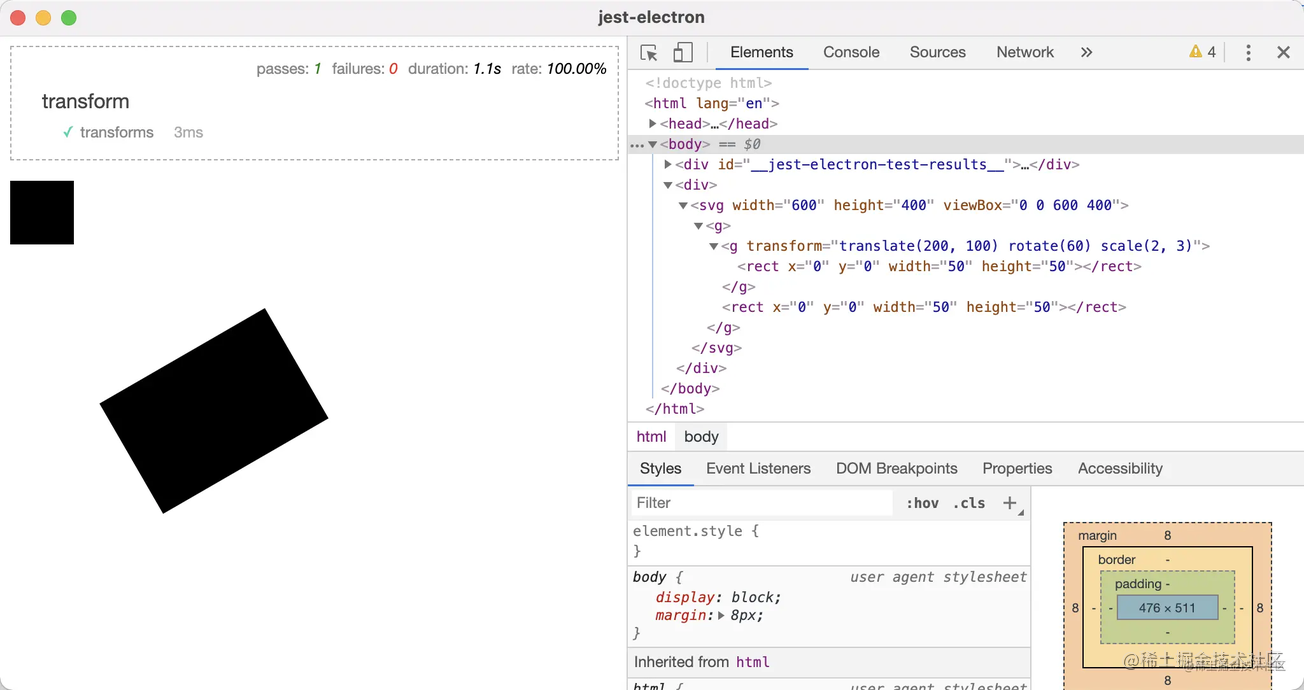 jest-electron
passes: 1 failures: 0 duration: 1.1s rate: 100.00%
transform
✓ transforms 3ms
Elements Console Sources Network » 4
<!doctype html>
<html lang="en">
<head>…</head>
<body> == $0
<div id="__jest-electron-test-results__">…</div>
<div>
<svg width="600" height="400" viewBox="0 0 600 400">
<g>
<g transform="translate(200, 100) rotate(60) scale(2, 3)">
<rect x="0" y="0" width="50" height="50"></rect>
</g>
<rect x="0" y="0" width="50" height="50"></rect>
</g>
</svg>
</div>
</body>
</html>
html body
Styles Event Listeners DOM Breakpoints Properties Accessibility
Filter :hov .cls +
element.style {
}
body { user agent stylesheet
display: block;
margin: 8px;
}
Inherited from html
html { user agent stylesheet
margin 8
border -
padding -
8 - - 476 × 511 - - 8
-
8
@稀土掘金技术社区